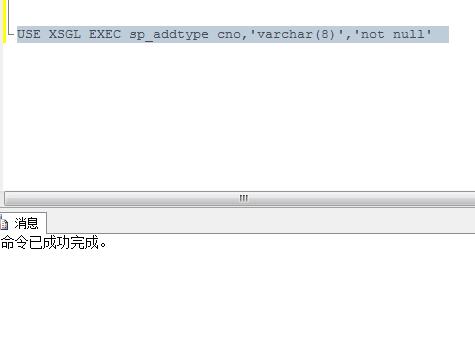 USE XSGL EXEC sp_addtype cno,'varchar(8)','not null'
消息
命令已成功完成。